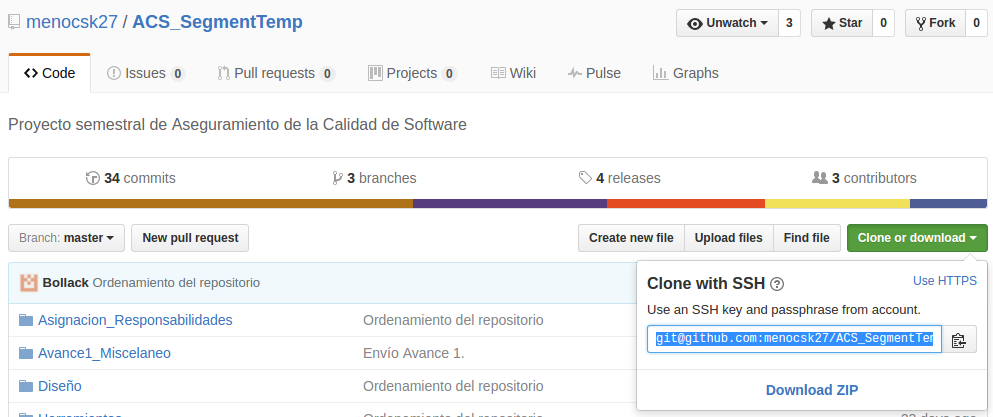 menocsk27 / ACS_SegmentTemp
Unwatch 3 Star 0 Fork 0
Code Issues 0 Pull requests 0 Projects 0 Wiki Pulse Graphs
Proyecto semestral de Aseguramiento de la Calidad de Software
34 commits 3 branches 4 releases 3 contributors
Branch: master New pull request Create new file Upload files Find file Clone or download
Bollack Ordenamiento del repositorio
Clone with SSH ? Use HTTPS
Use an SSH key and passphrase from account.
Asignacion_Responsabilidades Ordenamiento del repositorio
git@github.com:menocsk27/ACS_SegmentTem
Avance1_Miscelaneo Envío Avance 1.
Diseño Ordenamiento del repositorio
Download ZIP